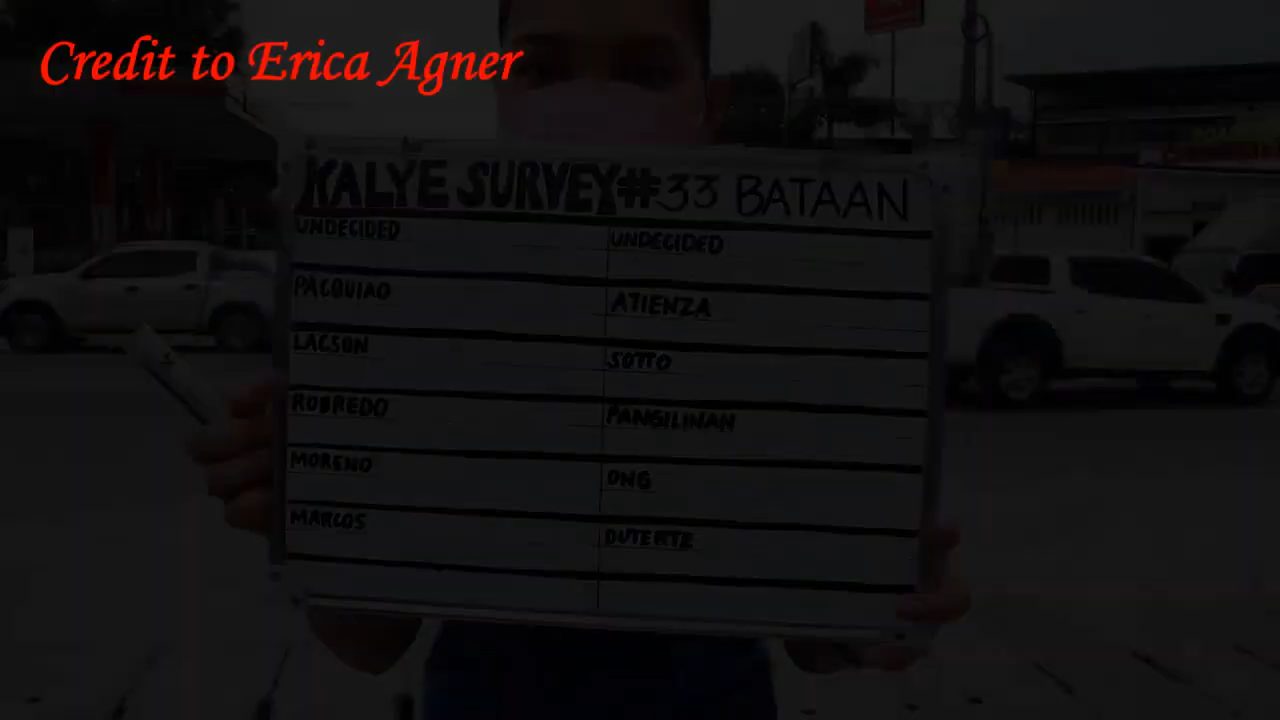 Credit to Erica Agner
KALYE SURVEY #33 BATAAN
UNDECIDED UNDECIDED
PACQUIAO ATIENZA
LACSON SOTTO
ROBREDO PANGILINAN
MORENO ONG
MARCOS DUTERTE